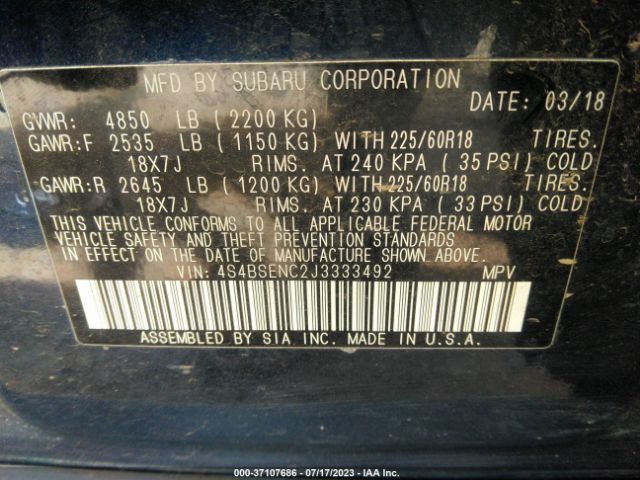 MFD BY SUBARU CORPORATION
DATE: 03/18
GVWR: 4850 LB (2200 KG)
GAWR:F 2535 LB (1150 KG) WITH 225/60R18 TIRES.
18X7J RIMS. AT 240 KPA (35 PSI) COLD
GAWR:R 2645 LB (1200 KG) WITH 225/60R18 TIRES.
18X7J RIMS. AT 230 KPA (33 PSI) COLD
THIS VEHICLE CONFORMS TO ALL APPLICABLE FEDERAL MOTOR
VEHICLE SAFETY AND THEFT PREVENTION STANDARDS
IN EFFECT ON THE DATE OF MANUFACTURE SHOWN ABOVE.
VIN: 4S4BSENC2J3333492 MPV
ASSEMBLED BY SIA INC. MADE IN U.S.A.
000-37107686 - 07/17/2023 - IAA Inc.